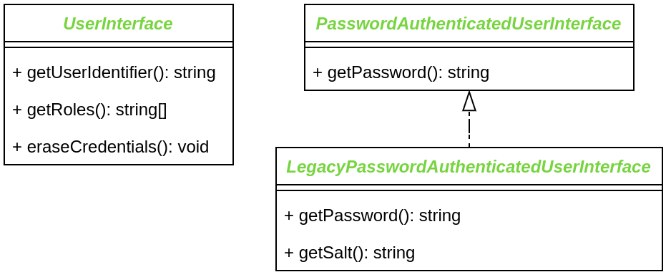 UserInterface
+ getUserIdentifier(): string
+ getRoles(): string[]
+ eraseCredentials(): void
PasswordAuthenticatedUserInterface
+ getPassword(): string
LegacyPasswordAuthenticatedUserInterface
+ getPassword(): string
+ getSalt(): string